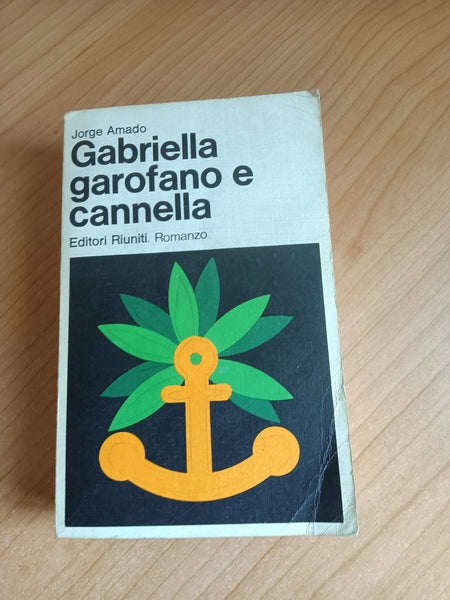 Jorge Amado
Gabriella
garofano e
cannella
Editori Riuniti. Romanzo